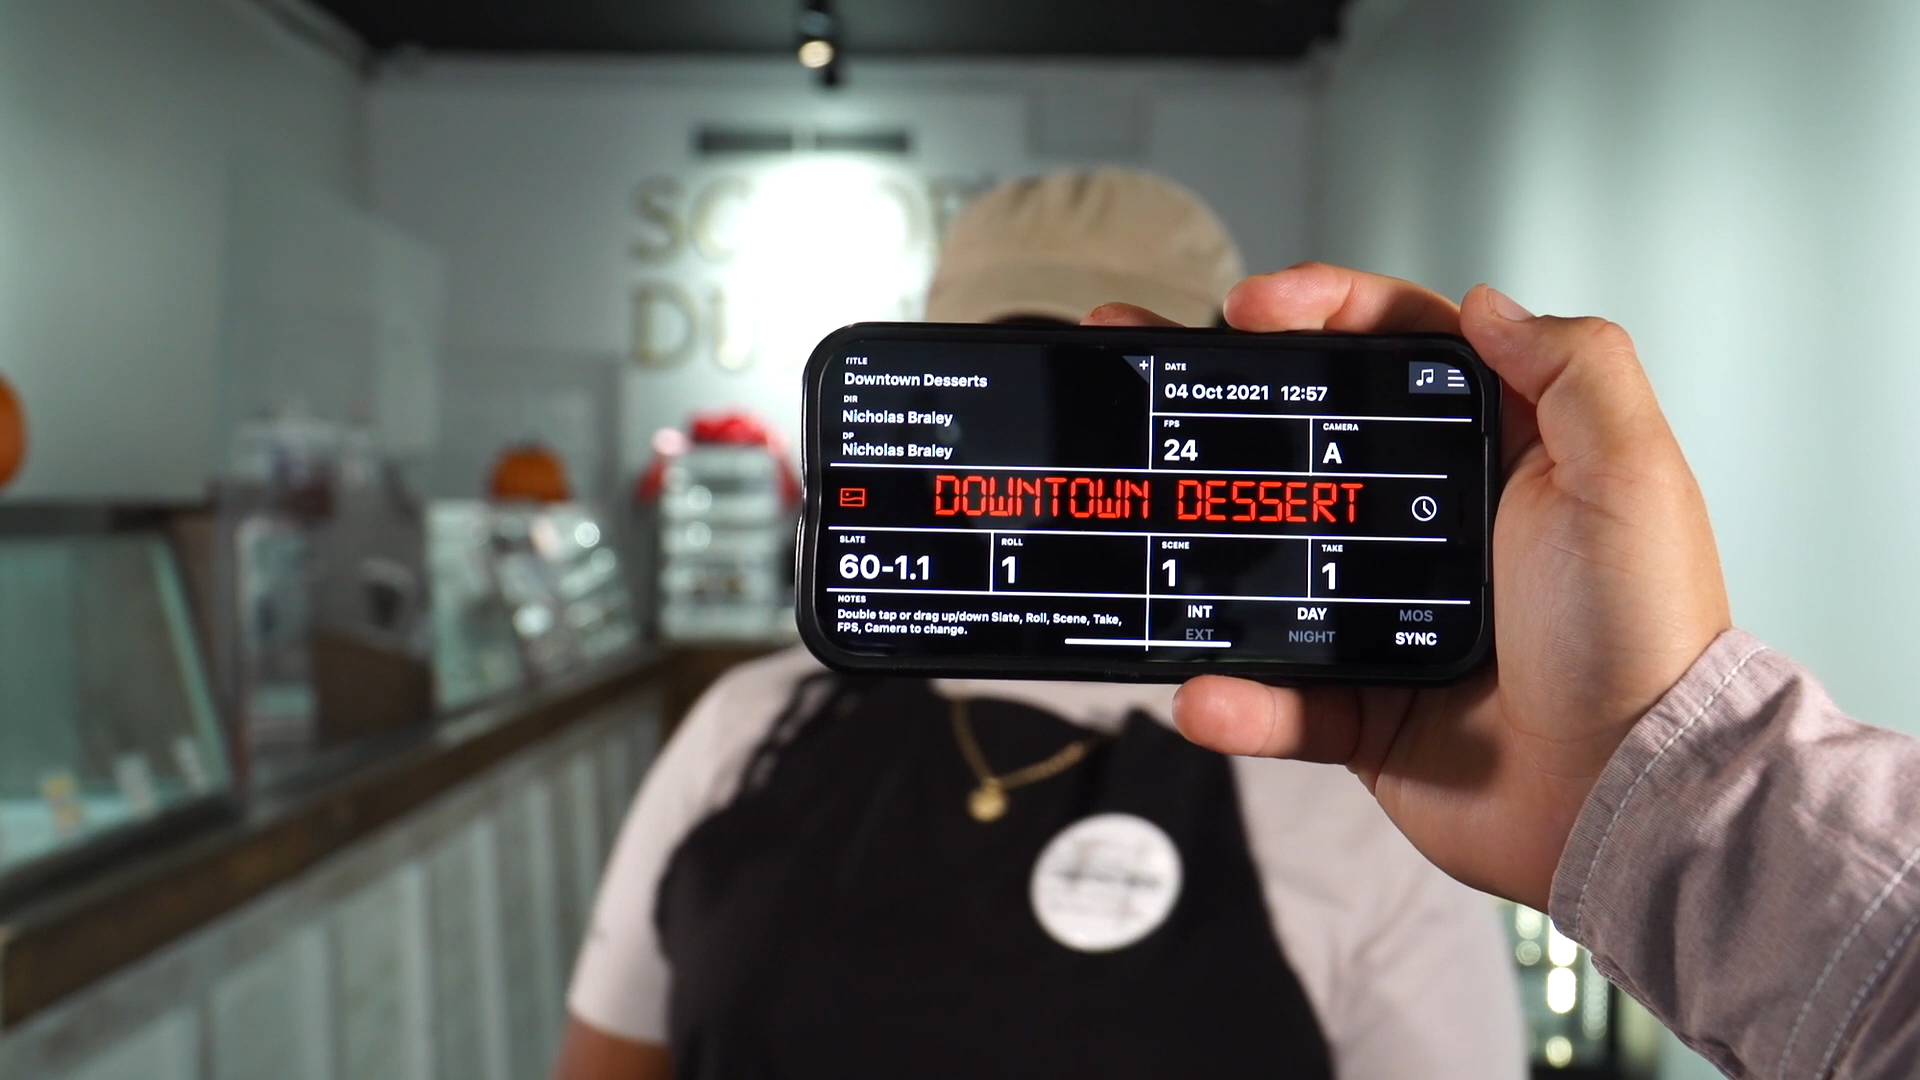 TITLE
Downtown Desserts
DIR
Nicholas Braley
DP
Nicholas Braley
DATE
04 Oct 2021 12:57
FPS
24
CAMERA
A
DOWNTOWN DESSERT
SLATE
60-1.1
ROLL
1
SCENE
1
TAKE
1
NOTES
Double tap or drag up/down Slate, Roll, Scene, Take,
FPS, Camera to change.
INT DAY MOS
EXT NIGHT SYNC